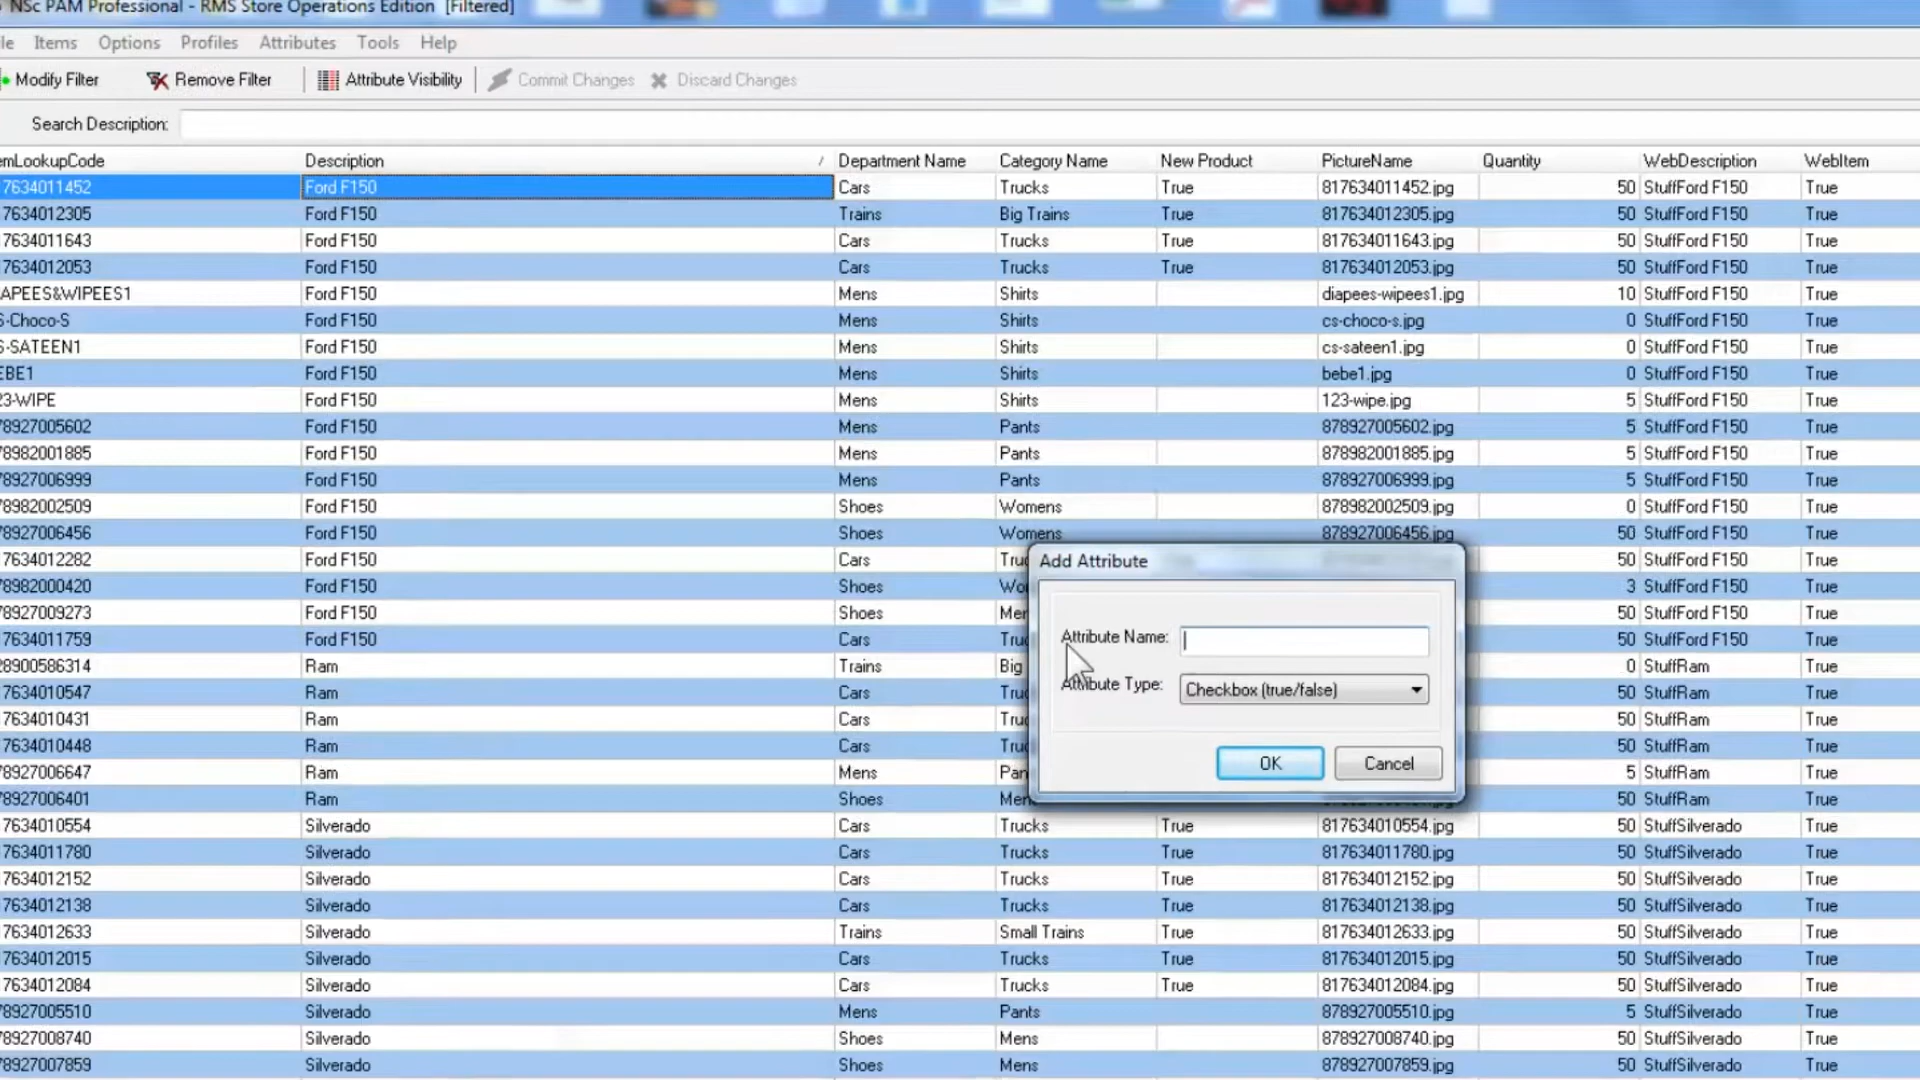 NSc PAM Professional - RMS Store Operations Edition [Filtered]
Items Options Profiles Attributes Tools Help
Modify Filter Remove Filter Attribute Visibility Commit Changes Discard Changes
Search Description:
emLookupCode Description / Department Name Category Name New Product PictureName Quantity WebDescription WebItem
7634011452 Ford F150 Cars Trucks True 817634011452.jpg 50 StuffFord F150 True
7634012305 Ford F150 Trains Big Trains True 817634012305.jpg 50 StuffFord F150 True
7634011643 Ford F150 Cars Trucks True 817634011643.jpg 50 StuffFord F150 True
7634012053 Ford F150 Cars Trucks True 817634012053.jpg 50 StuffFord F150 True
APEES&WIPEES1 Ford F150 Mens Shirts diapees-wipees1.jpg 10 StuffFord F150 True
S-Choco-S Ford F150 Mens Shirts cs-choco-s.jpg 0 StuffFord F150 True
S-SATEEN1 Ford F150 Mens Shirts cs-sateen1.jpg 0 StuffFord F150 True
EBE1 Ford F150 Mens Shirts bebe1.jpg 0 StuffFord F150 True
23-WIPE Ford F150 Mens Shirts 123-wipe.jpg 5 StuffFord F150 True
78927005602 Ford F150 Mens Pants 878927005602.jpg 5 StuffFord F150 True
78982001885 Ford F150 Mens Pants 878982001885.jpg 5 StuffFord F150 True
78927006999 Ford F150 Mens Pants 878927006999.jpg 5 StuffFord F150 True
78982002509 Ford F150 Shoes Womens 878982002509.jpg 0 StuffFord F150 True
78927006456 Ford F150 Shoes Womens 878927006456.jpg 50 StuffFord F150 True
7634012282 Ford F150 Cars Truc 50 StuffFord F150 True
78982000420 Ford F150 Shoes Wo 3 StuffFord F150 True
78927009273 Ford F150 Shoes Men 50 StuffFord F150 True
7634011759 Ford F150 Cars Truc 50 StuffFord F150 True
28900586314 Ram Trains Big 0 StuffRam True
7634010547 Ram Cars Truc 50 StuffRam True
7634010431 Ram Cars Truc 50 StuffRam True
7634010448 Ram Cars Truc 50 StuffRam True
78927006647 Ram Mens Pan 5 StuffRam True
78927006401 Ram Shoes Men 50 StuffRam True
7634010554 Silverado Cars Trucks True 817634010554.jpg 50 StuffSilverado True
7634011780 Silverado Cars Trucks True 817634011780.jpg 50 StuffSilverado True
7634012152 Silverado Cars Trucks True 817634012152.jpg 50 StuffSilverado True
7634012138 Silverado Cars Trucks True 817634012138.jpg 50 StuffSilverado True
7634012633 Silverado Trains Small Trains True 817634012633.jpg 50 StuffSilverado True
7634012015 Silverado Cars Trucks True 817634012015.jpg 50 StuffSilverado True
7634012084 Silverado Cars Trucks True 817634012084.jpg 50 StuffSilverado True
78927005510 Silverado Mens Pants 878927005510.jpg 5 StuffSilverado True
78927008740 Silverado Shoes Mens 878927008740.jpg 50 StuffSilverado True
78927007859 Silverado Shoes Mens 878927007859.jpg 50 StuffSilverado True
Add Attribute
Attribute Name:
Attribute Type: Checkbox (true/false)
OK Cancel